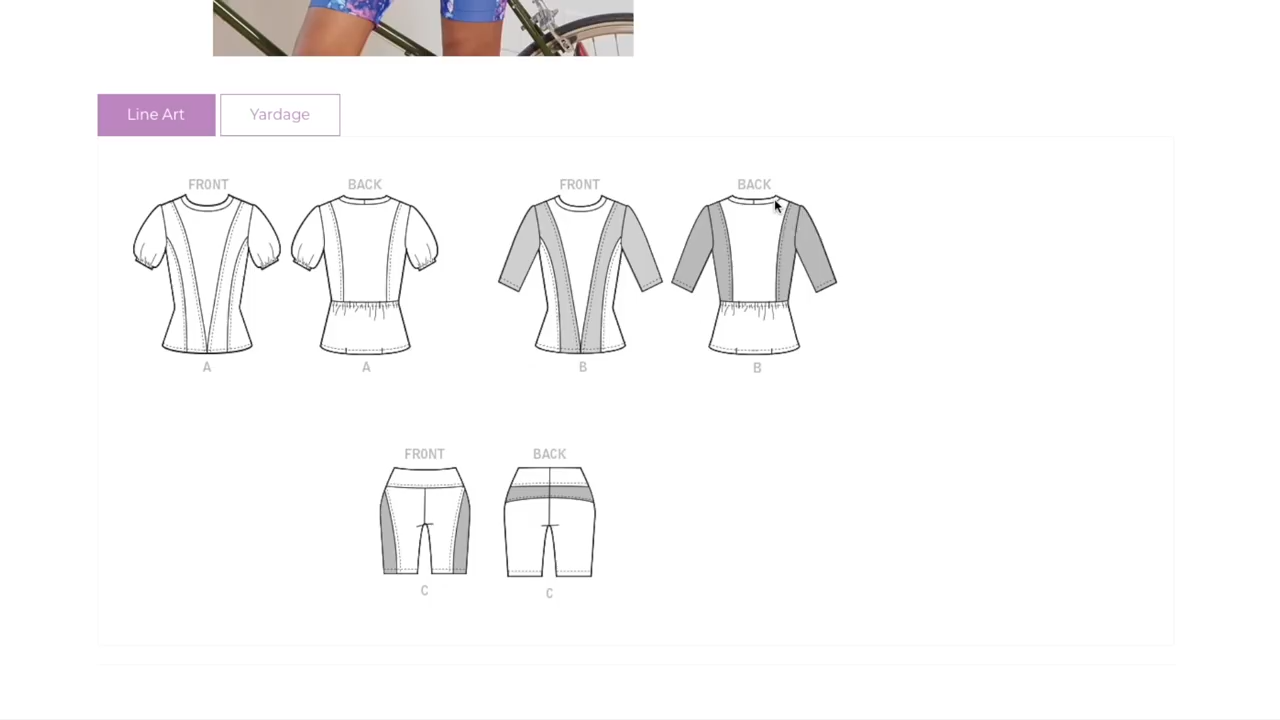 Line Art
Yardage
FRONT
BACK
FRONT
BACK
A
A
B
B
FRONT
BACK
C
C